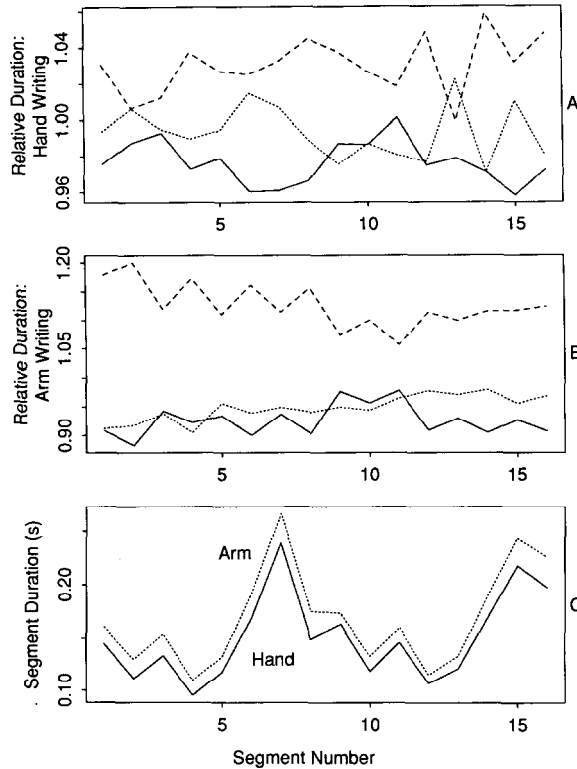 Relative Duration:
Hand Writing
1.04
1.00
0.96
5
10
15
A
Relative Duration:
Arm Writing
1.20
1.05
0.90
5
10
15
Segment Duration (s)
0.20
0.10
Arm
Hand
5
10
15
C
Segment Number